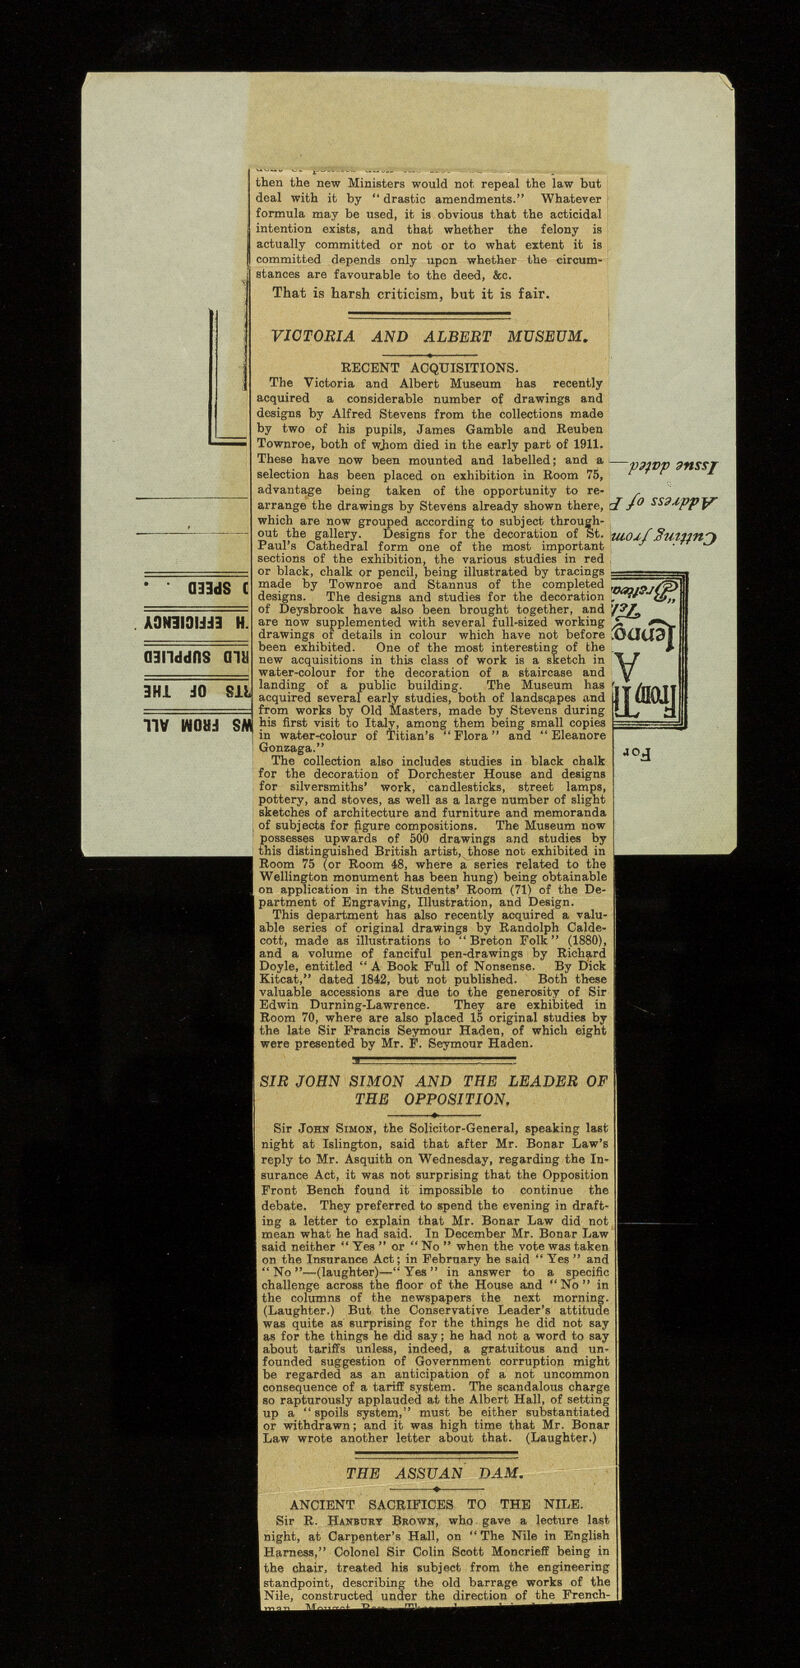 then the new Ministers would not repeal the law but
deal with it by “drastic amendments.” Whatever
formula may be used, it is obvious that the acticidal
intention exists, and that whether the felony is
actually committed or not or to what extent it is
committed depends only upon whether the circum-
stances are favourable to the deed, &c.
That is harsh criticism, but it is fair.
VICTORIA AND ALBERT MUSEUM.
RECENT ACQUISITIONS.
The Victoria and Albert Museum has recently
acquired a considerable number of drawings and
designs by Alfred Stevens from the collections made
by two of his pupils, James Gamble and Reuben
Townroe, both of whom died in the early part of 1911.
These have now been mounted and labelled; and a
selection has been placed on exhibition in Room 75,
advantage being taken of the opportunity to re-
arrange the drawings by Stevens already shown there,
which are now grouped according to subject through-
out the gallery. Designs for the decoration of St.
Paul’s Cathedral form one of the most important
sections of the exhibition, the various studies in red
or black, chalk or pencil, being illustrated by tracings
made by Townroe and Stannus of the completed
designs. The designs and studies for the decoration
of Deysbrook have also been brought together, and
are now supplemented with several full-sized working
drawings of details in colour which have not before
been exhibited. One of the most interesting of the
new acquisitions in this class of work is a sketch in
water-colour for the decoration of a staircase and
landing of a public building. The Museum has
acquired several early studies, both of landscapes and
from works by Old Masters, made by Stevens during
his first visit to Italy, among them being small copies
in water-colour of Titian’s “Flora” and “Eleanore
Gonzaga.”
The collection also includes studies in black chalk
for the decoration of Dorchester House and designs
for silversmiths’ work, candlesticks, street lamps,
pottery, and stoves, as well as a large number of slight
sketches of architecture and furniture and memoranda
of subjects for figure compositions. The Museum now
possesses upwards of 500 drawings and studies by
this distinguished British artist, those not exhibited in
Room 75 (or Room 48, where a series related to the
Wellington monument has been hung) being obtainable
on application in the Students’ Room (71) of the De-
partment of Engraving, Illustration, and Design.
This department has also recently acquired a valu-
able series of original drawings by Randolph Calde-
cott, made as illustrations to “Breton Folk” (1880),
and a volume of fanciful pen-drawings by Richard
Doyle, entitled “A Book Full of Nonsense. By Dick
Kitcat,” dated 1842, but not published. Both these
valuable accessions are due to the generosity of Sir
Edwin Durning-Lawrence. They are exhibited in
Room 70, where are also placed 15 original studies by
the late Sir Francis Seymour Haden, of which eight
were presented by Mr. F. Seymour Haden.
SIR JOHN SIMON AND THE LEADER OF
THE OPPOSITION.
Sir JOHN SIMON, the Solicitor-General, speaking last
night at Islington, said that after Mr. Bonar Law’s
reply to Mr. Asquith on Wednesday, regarding the In-
surance Act, it was not surprising that the Opposition
Front Bench found it impossible to continue the
debate. They preferred to spend the evening in draft-
ing a letter to explain that Mr. Bonar Law did not
mean what he had said. In December Mr. Bonar Law
said neither “Yes” or “No” when the vote was taken
on the Insurance Act; in February he said “Yes” and
“No”—(laughter)—“Yes” in answer to a specific
challenge across the floor of the House and “No” in
the columns of the newspapers the next morning.
(Laughter.) But the Conservative Leader’s attitude
was quite as surprising for the things he did not say
as for the things he did say; he had not a word to say
about tariffs unless, indeed, a gratuitous and un-
founded suggestion of Government corruption might
be regarded as an anticipation of a not uncommon
consequence of a tariff system. The scandalous charge
so rapturously applauded at the Albert Hall, of setting
up a “spoils system,” must be either substantiated
or withdrawn; and it was high time that Mr. Bonar
Law wrote another letter about that. (Laughter.)
THE ASSUAN DAM.
ANCIENT SACRIFICES TO THE NILE.
Sir R. HANBURY BROWN, who gave a lecture last
night, at Carpenter’s Hall, on “The Nile in English
Harness,” Colonel Sir Colin Scott Moncrieff being in
the chair, treated his subject from the engineering
standpoint, describing the old barrage works of the
Nile, constructed under the direction of the French-
For
Cutting from
Address of
Issue dated
FROM ALL
OF THE
SUPPLIED
H. EFFICIENCY
SPEED